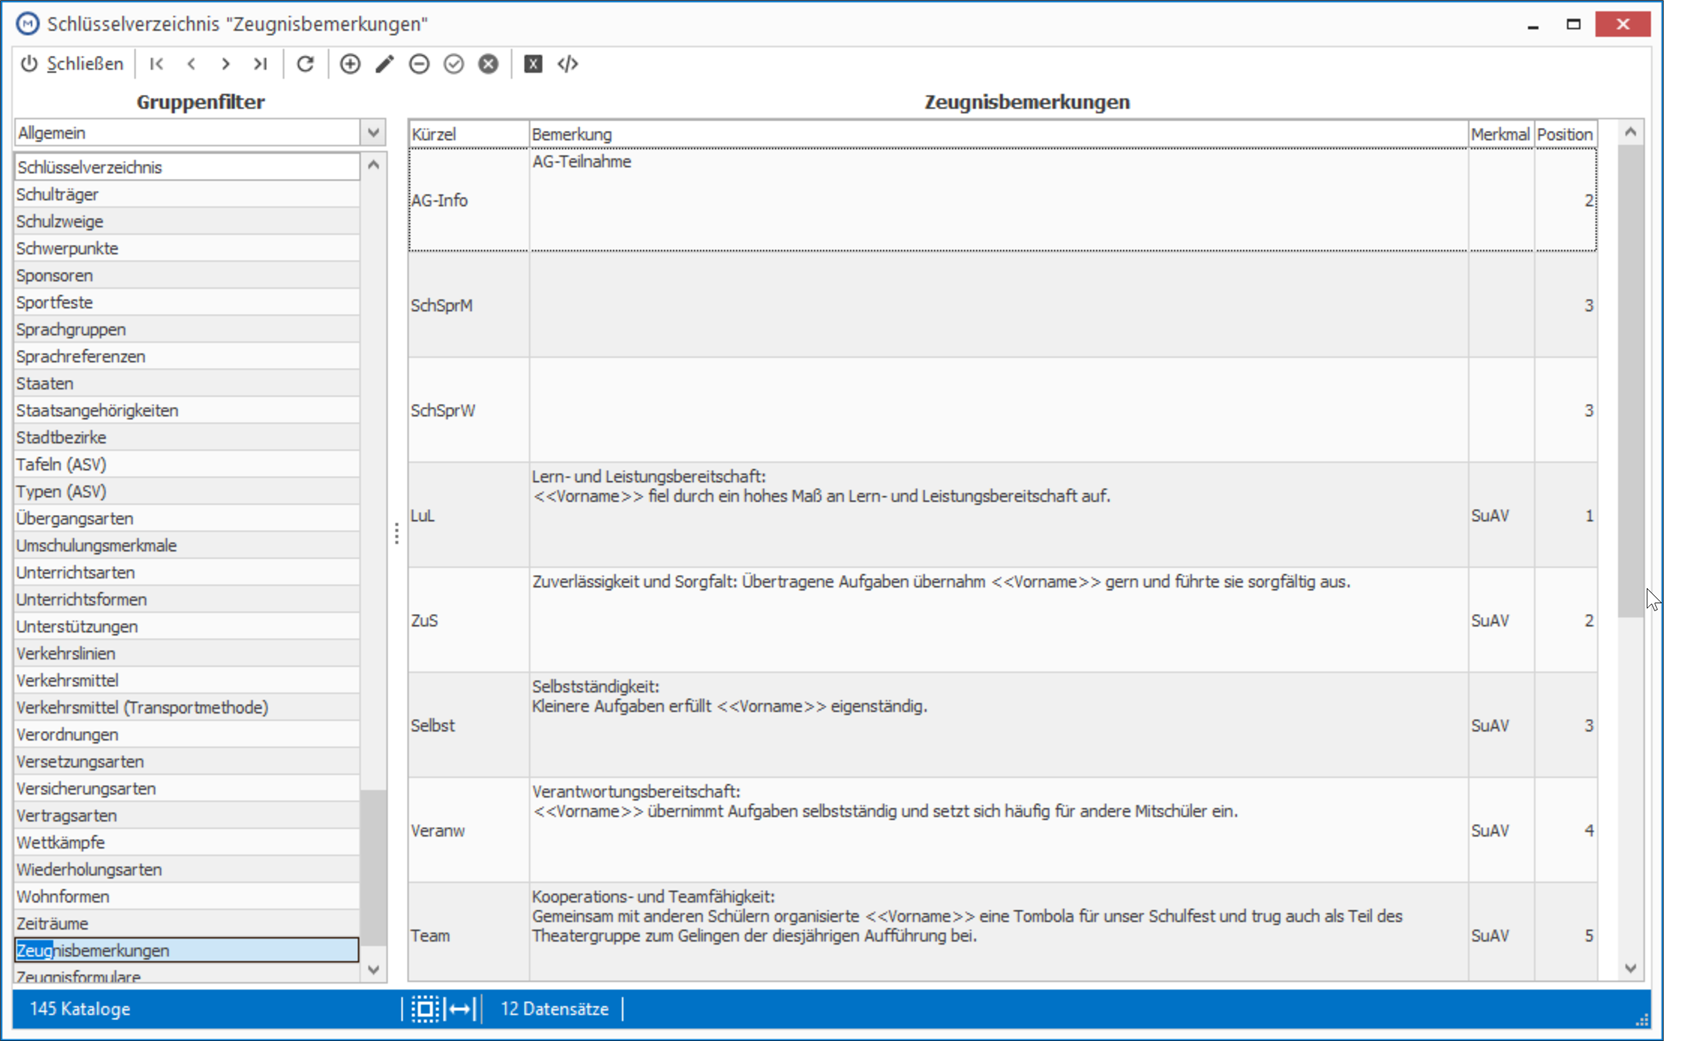 Schlüsselverzeichnis "Zeugnisbemerkungen"
Schließen
Gruppenfilter
Allgemein
Schlüsselverzeichnis
Schulträger
Schulzweige
Schwerpunkte
Sponsoren
Sportfeste
Sprachgruppen
Sprachreferenzen
Staaten
Staatsangehörigkeiten
Stadtbezirke
Tafeln (ASV)
Typen (ASV)
Übergangsarten
Umschulungsmerkmale
Unterrichtsarten
Unterrichtsformen
Unterstützungen
Verkehrslinien
Verkehrsmittel
Verkehrsmittel (Transportmethode)
Verordnungen
Versetzungsarten
Versicherungsarten
Vertragsarten
Wettkämpfe
Wiederholungsarten
Wohnformen
Zeiträume
Zeugnisbemerkungen
Zeugnisformulare
Zeugnisbemerkungen
Kürzel Bemerkung Merkmal Position
AG-Teilnahme
AG-Info 2
SchSprM 3
SchSprW 3
Lern- und Leistungsbereitschaft:
<<Vorname>> fiel durch ein hohes Maß an Lern- und Leistungsbereitschaft auf.
LuL SuAV 1
Zuverlässigkeit und Sorgfalt: Übertragene Aufgaben übernahm <<Vorname>> gern und führte sie sorgfältig aus.
ZuS SuAV 2
Selbstständigkeit:
Kleinere Aufgaben erfüllt <<Vorname>> eigenständig.
Selbst SuAV 3
Verantwortungsbereitschaft:
<<Vorname>> übernimmt Aufgaben selbstständig und setzt sich häufig für andere Mitschüler ein.
Veranw SuAV 4
Kooperations- und Teamfähigkeit:
Gemeinsam mit anderen Schülern organisierte <<Vorname>> eine Tombola für unser Schulfest und trug auch als Teil des
Theatergruppe zum Gelingen der diesjährigen Aufführung bei.
Team SuAV 5
145 Kataloge
12 Datensätze